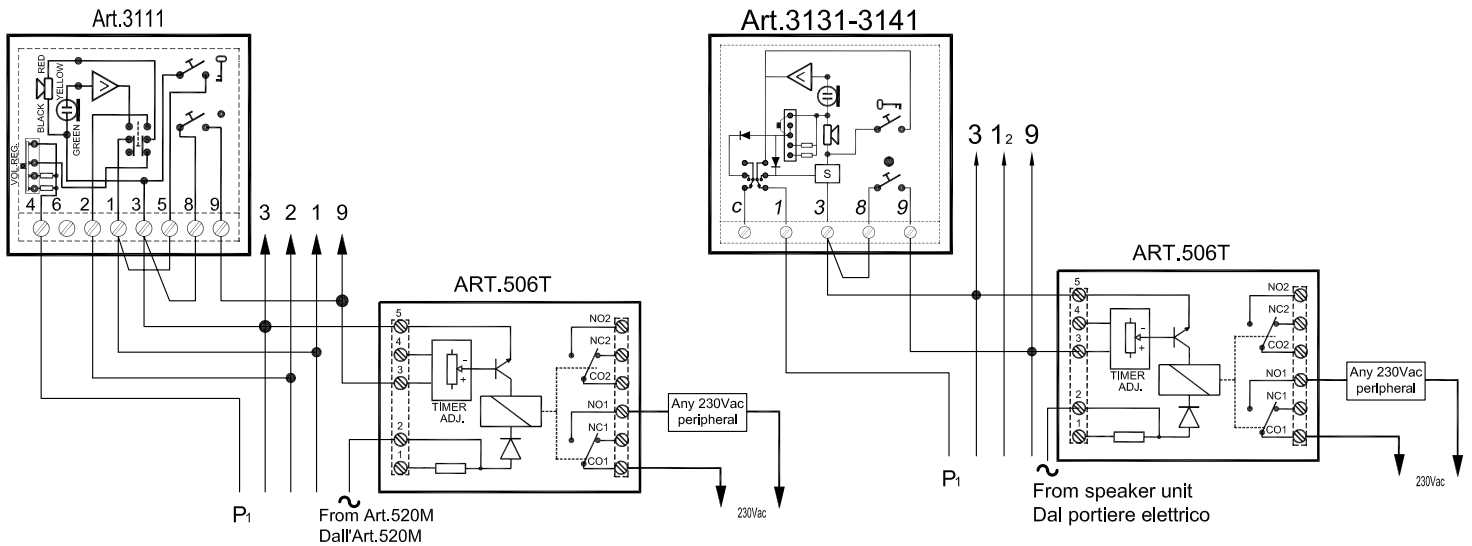 Art.3111
RED
YELLOW
BLACK
GREEN
VOL.REG.
4 6 2 1 3 5 8 9
3 2 1 9
ART.506T
5
4
3
2
1
- 
+
TIMER
ADJ.
NO2
NC2
CO2
NO1
NC1
CO1
Any 230Vac
peripheral
230Vac
P1
~
From Art.520M
Dall'Art.520M
Art.3131-3141
S
C 1 3 8 9
3 12 9
ART.506T
5
4
3
2
1
-
+
TIMER
ADJ.
NO2
NC2
CO2
NO1
NC1
CO1
Any 230Vac
peripheral
230Vac
P1
~
From speaker unit
Dal portiere elettrico